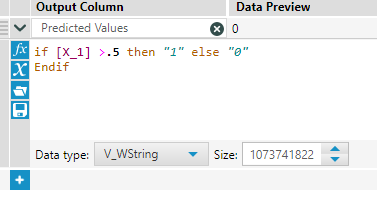 Output Column Data Preview
Predicted Values 0
if [X_1] >.5 then "1" else "0"
Endif
Data type: V_WString Size: 1073741822